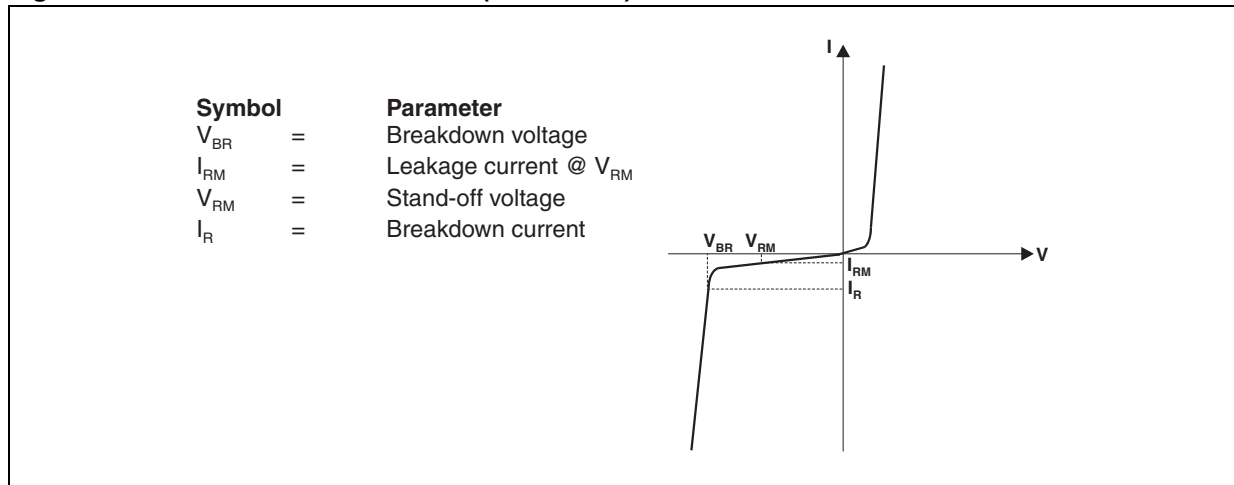 Symbol Parameter
V_BR = Breakdown voltage
I_RM = Leakage current @ V_RM
V_RM = Stand-off voltage
I_R = Breakdown current
I
V_BR V_RM
V
I_RM
I_R